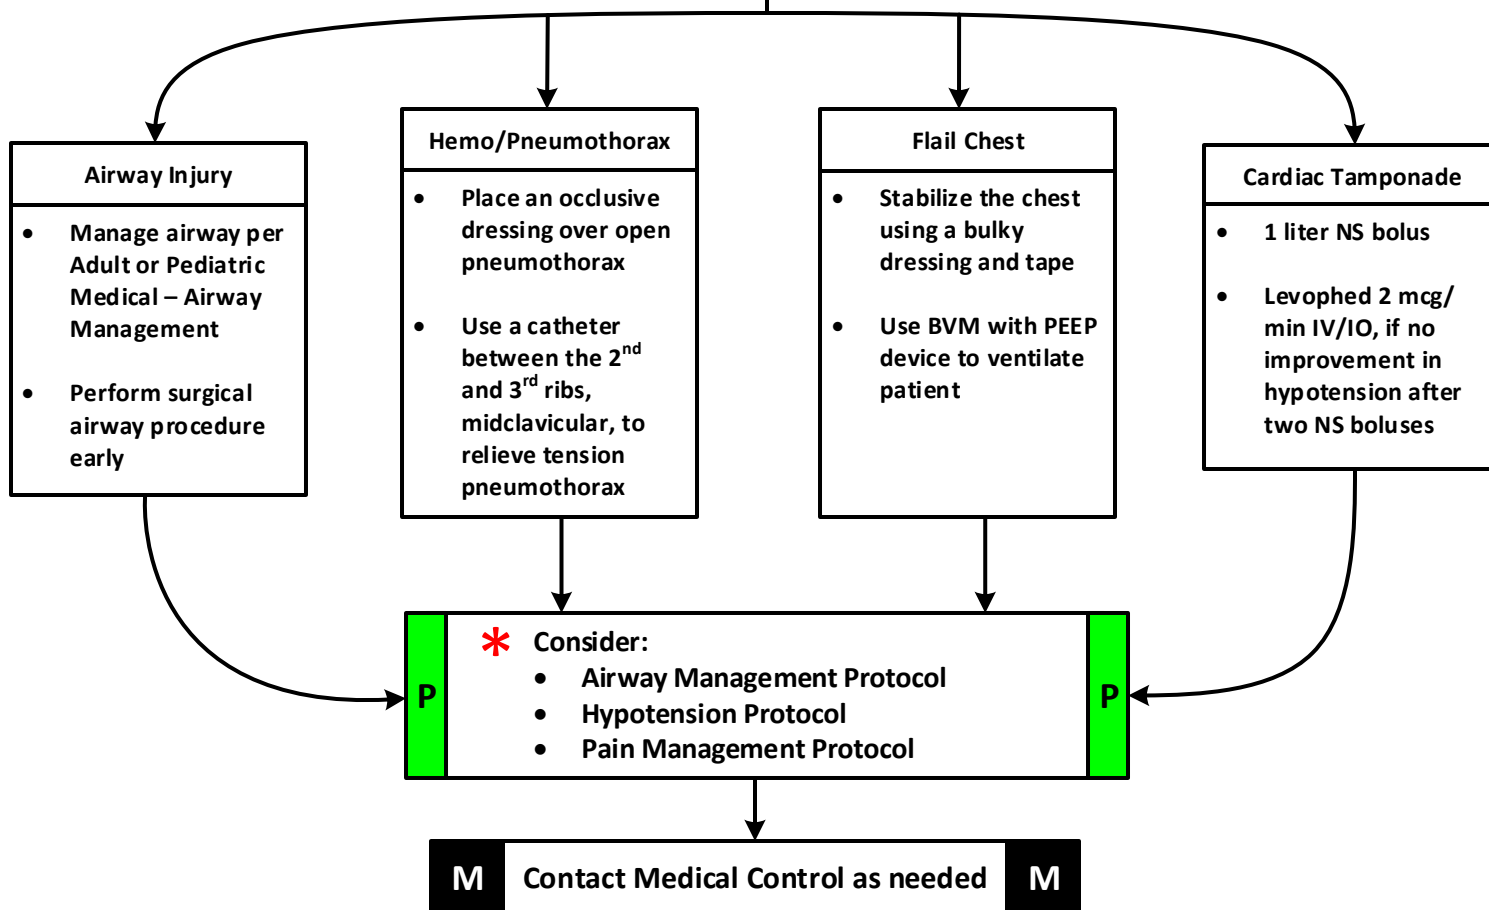 Airway Injury
• Manage airway per
Adult or Pediatric
Medical – Airway
Management
• Perform surgical
airway procedure
early
Hemo/Pneumothorax
• Place an occlusive
dressing over open
pneumothorax
• Use a catheter
between the 2nd
and 3rd ribs,
midclavicular, to
relieve tension
pneumothorax
Flail Chest
• Stabilize the chest
using a bulky
dressing and tape
• Use BVM with PEEP
device to ventilate
patient
Cardiac Tamponade
• 1 liter NS bolus
• Levophed 2 mcg/
min IV/IO, if no
improvement in
hypotension after
two NS boluses
P
* Consider:
• Airway Management Protocol
• Hypotension Protocol
• Pain Management Protocol
P
M Contact Medical Control as needed M